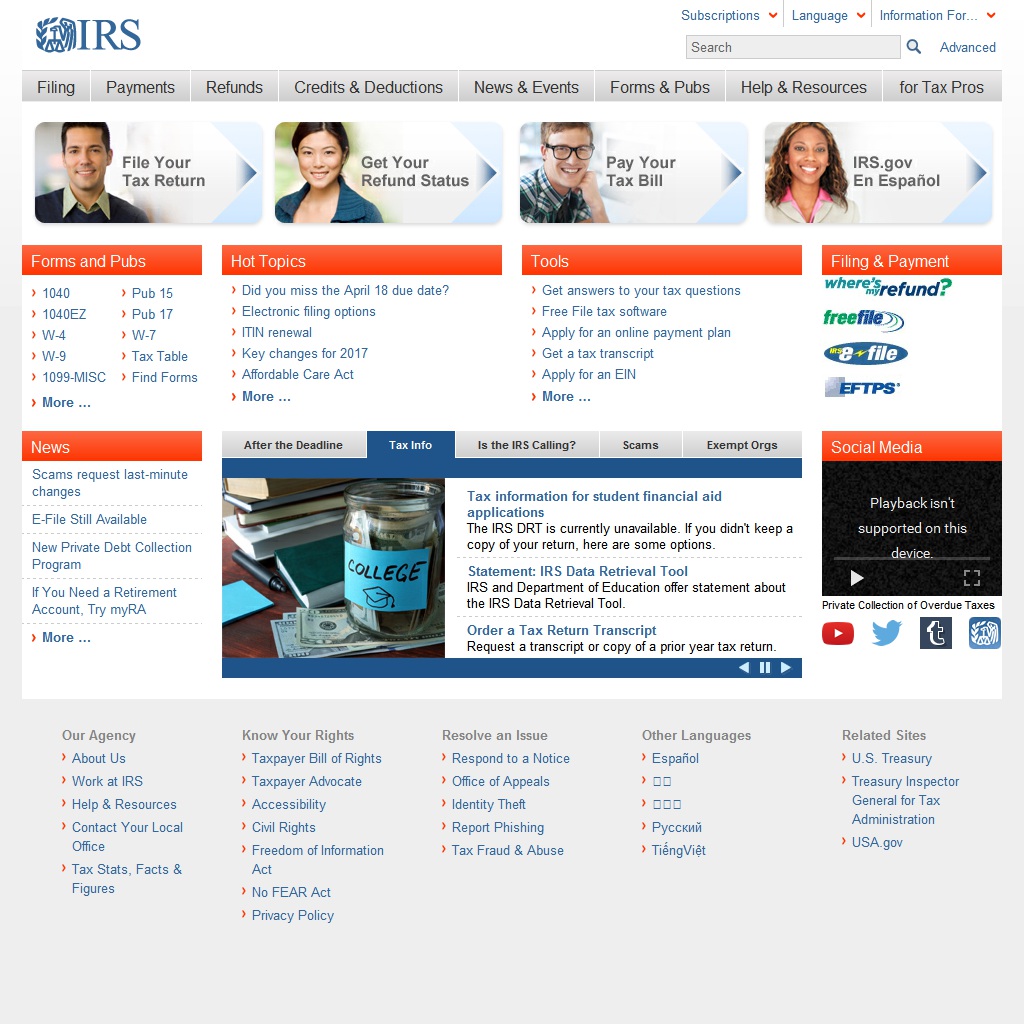 Subscriptions Language Information For...
IRS
Search Advanced
Filing Payments Refunds Credits & Deductions News & Events Forms & Pubs Help & Resources for Tax Pros
File Your
Tax Return
Get Your
Refund Status
Pay Your
Tax Bill
IRS.gov
En Español
Forms and Pubs
1040
1040EZ
W-4
W-9
1099-MISC
Pub 15
Pub 17
W-7
Tax Table
Find Forms
More ...
Hot Topics
Did you miss the April 18 due date?
Electronic filing options
ITIN renewal
Key changes for 2017
Affordable Care Act
More ...
Tools
Get answers to your tax questions
Free File tax software
Apply for an online payment plan
Get a tax transcript
Apply for an EIN
More ...
Filing & Payment
where's my refund?
freefile
IRS e-file
EFTPS
News
Scams request last-minute
changes
E-File Still Available
New Private Debt Collection
Program
If You Need a Retirement
Account, Try myRA
More ...
After the Deadline Tax Info Is the IRS Calling? Scams Exempt Orgs
COLLEGE
Tax information for student financial aid
applications
The IRS DRT is currently unavailable. If you didn't keep a
copy of your return, here are some options.
Statement: IRS Data Retrieval Tool
IRS and Department of Education offer statement about
the IRS Data Retrieval Tool.
Order a Tax Return Transcript
Request a transcript or copy of a prior year tax return.
Social Media
Playback isn't
supported on this
device.
Private Collection of Overdue Taxes
Our Agency
About Us
Work at IRS
Help & Resources
Contact Your Local
Office
Tax Stats, Facts &
Figures
Know Your Rights
Taxpayer Bill of Rights
Taxpayer Advocate
Accessibility
Civil Rights
Freedom of Information
Act
No FEAR Act
Privacy Policy
Resolve an Issue
Respond to a Notice
Office of Appeals
Identity Theft
Report Phishing
Tax Fraud & Abuse
Other Languages
Español
Русский
TiếngViệt
Related Sites
U.S. Treasury
Treasury Inspector
General for Tax
Administration
USA.gov